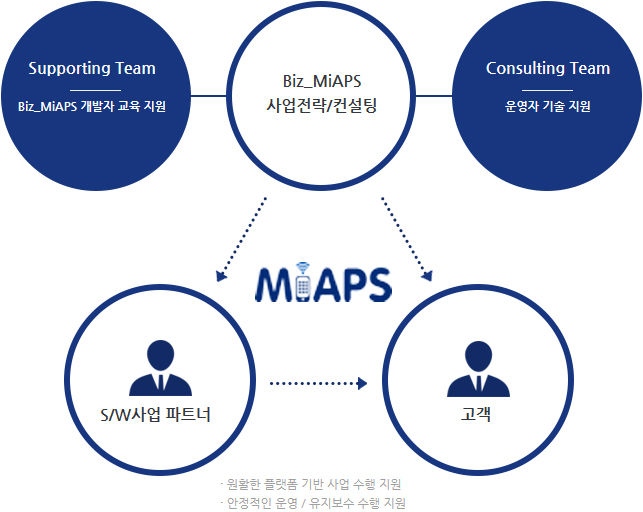 Supporting Team
Biz_MiAPS 개발자 교육 지원
Biz_MiAPS
사업전략/컨설팅
Consulting Team
운영자 기술 지원
MiAPS
S/W사업 파트너
고객
· 원활한 플랫폼 기반 사업 수행 지원
· 안정적인 운영 / 유지보수 수행 지원